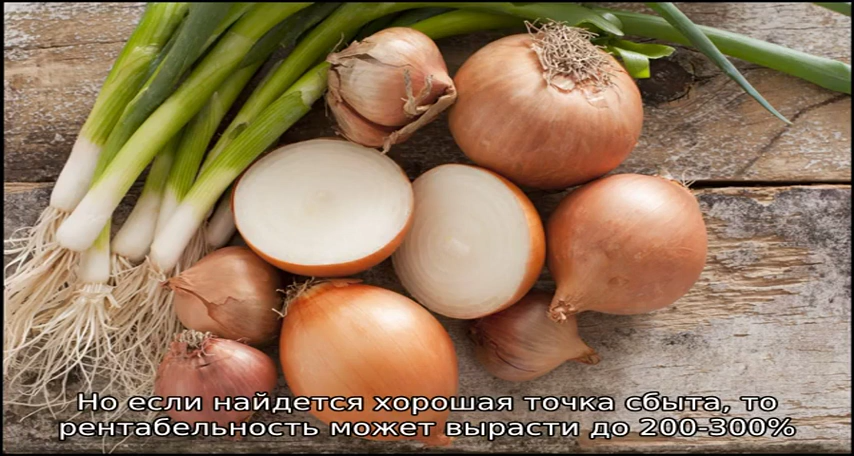 Но если найдется хорошая точка сбыта, то
рентабельность может вырасти до 200-300%